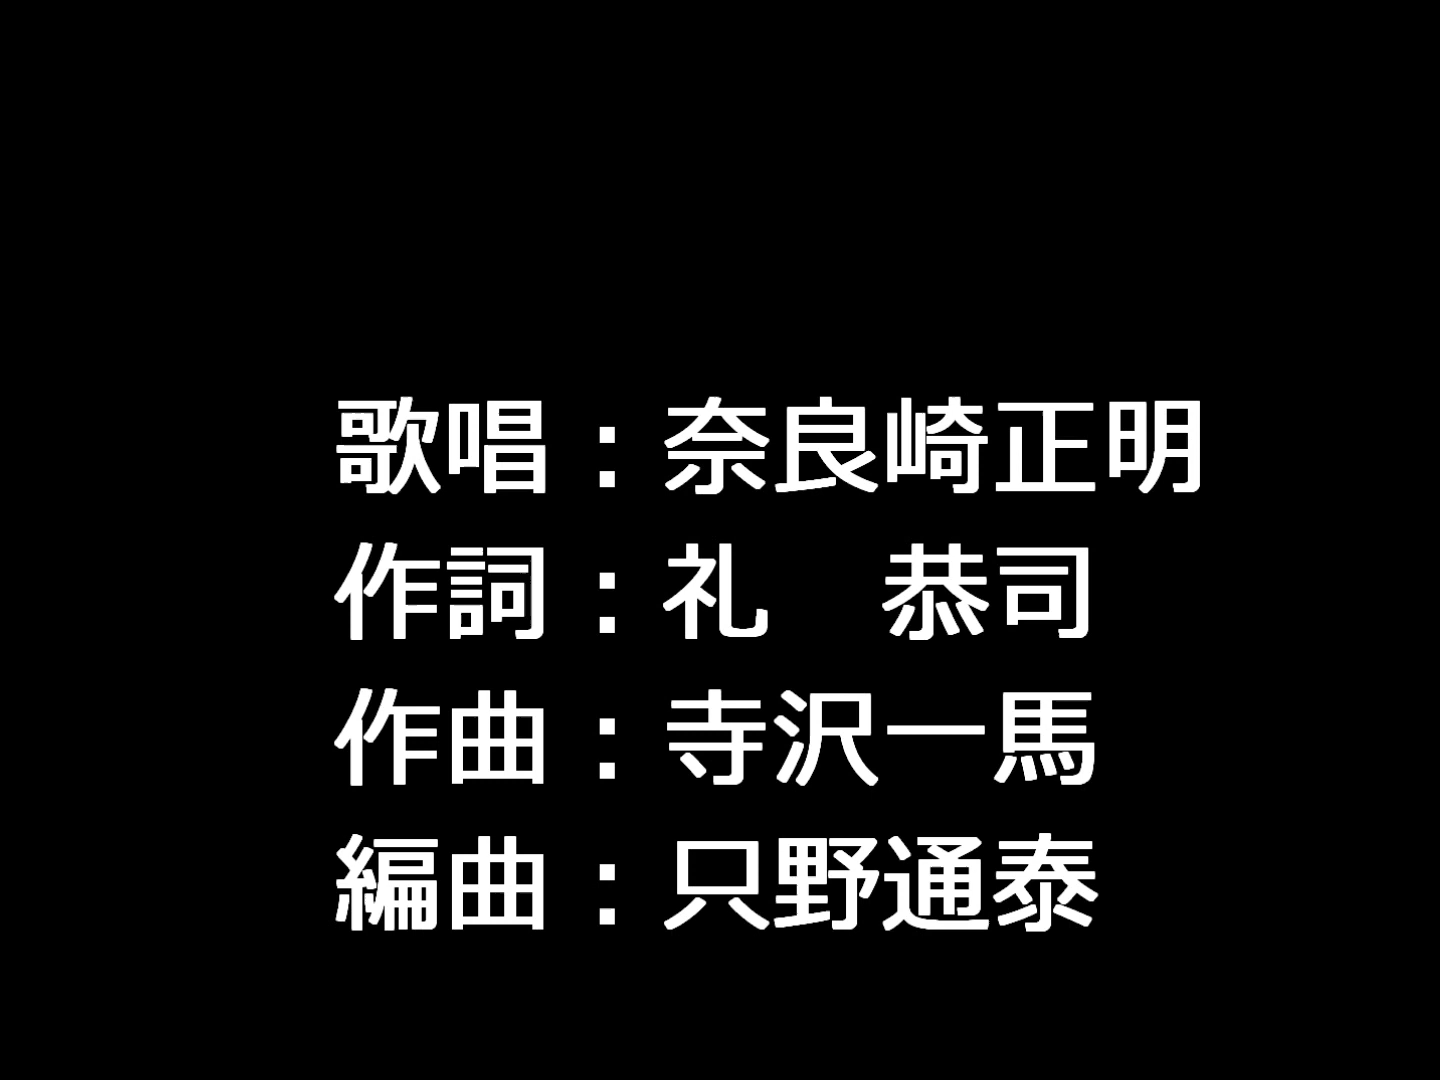 歌唱：奈良崎正明
作詞：礼　恭司
作曲：寺沢一馬
編曲：只野通泰